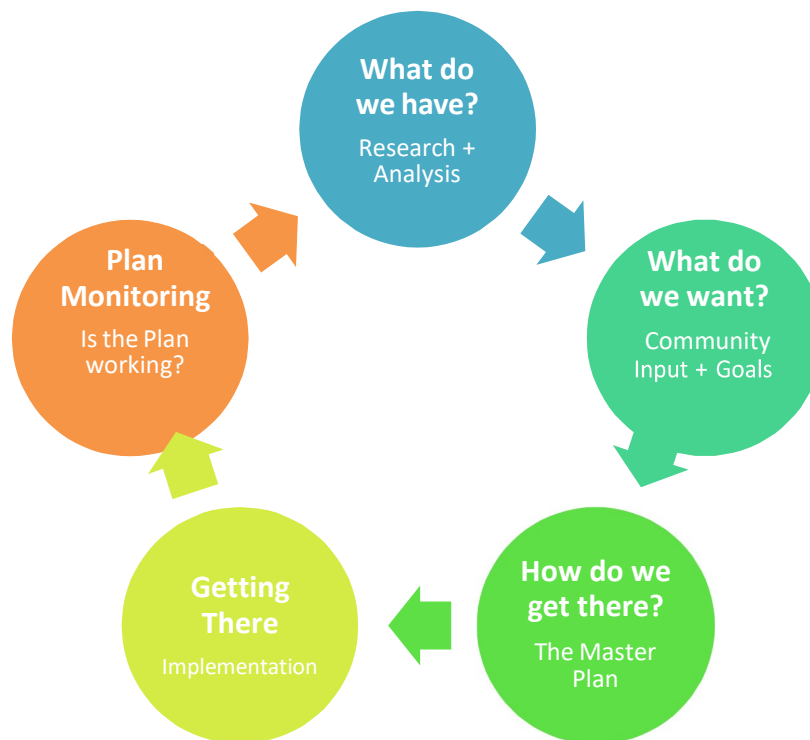 What do
we have?
Research +
Analysis
What do
we want?
Community
Input + Goals
How do we
get there?
The Master
Plan
Getting
There
Implementation
Plan
Monitoring
Is the Plan
working?